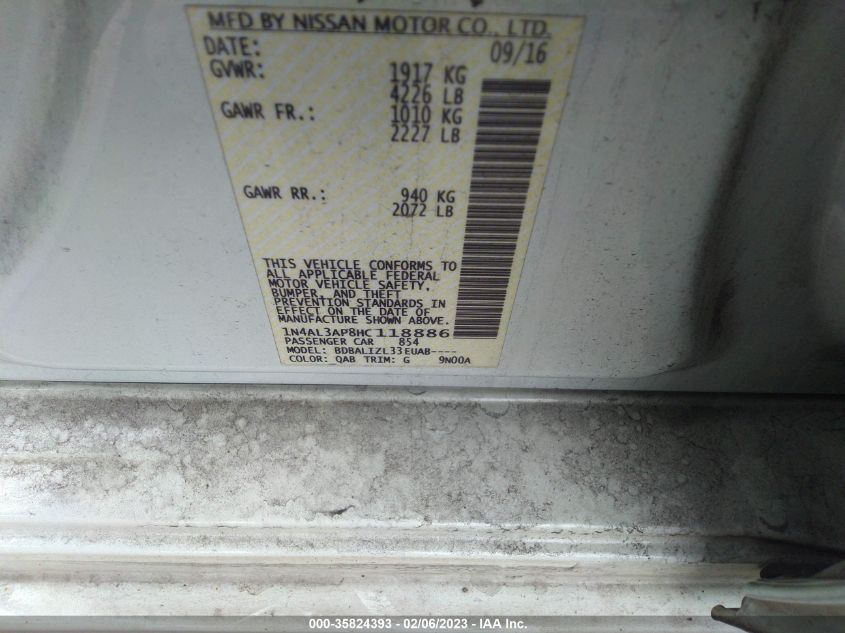 MFD BY NISSAN MOTOR CO., LTD.
DATE: 09/16
GVWR: 1917 KG
4226 LB
GAWR FR.: 1010 KG
2227 LB
GAWR RR.: 940 KG
2072 LB
THIS VEHICLE CONFORMS TO
ALL APPLICABLE FEDERAL
MOTOR VEHICLE SAFETY,
BUMPER, AND THEFT
PREVENTION STANDARDS IN
EFFECT ON THE DATE OF
MANUFACTURE SHOWN ABOVE.
1N4AL3AP8HC118886
PASSENGER CAR 854
MODEL: BDBALIZL33EUAB----
COLOR: QAB TRIM: G 9N00A
000-35824393 - 02/06/2023 - IAA Inc.